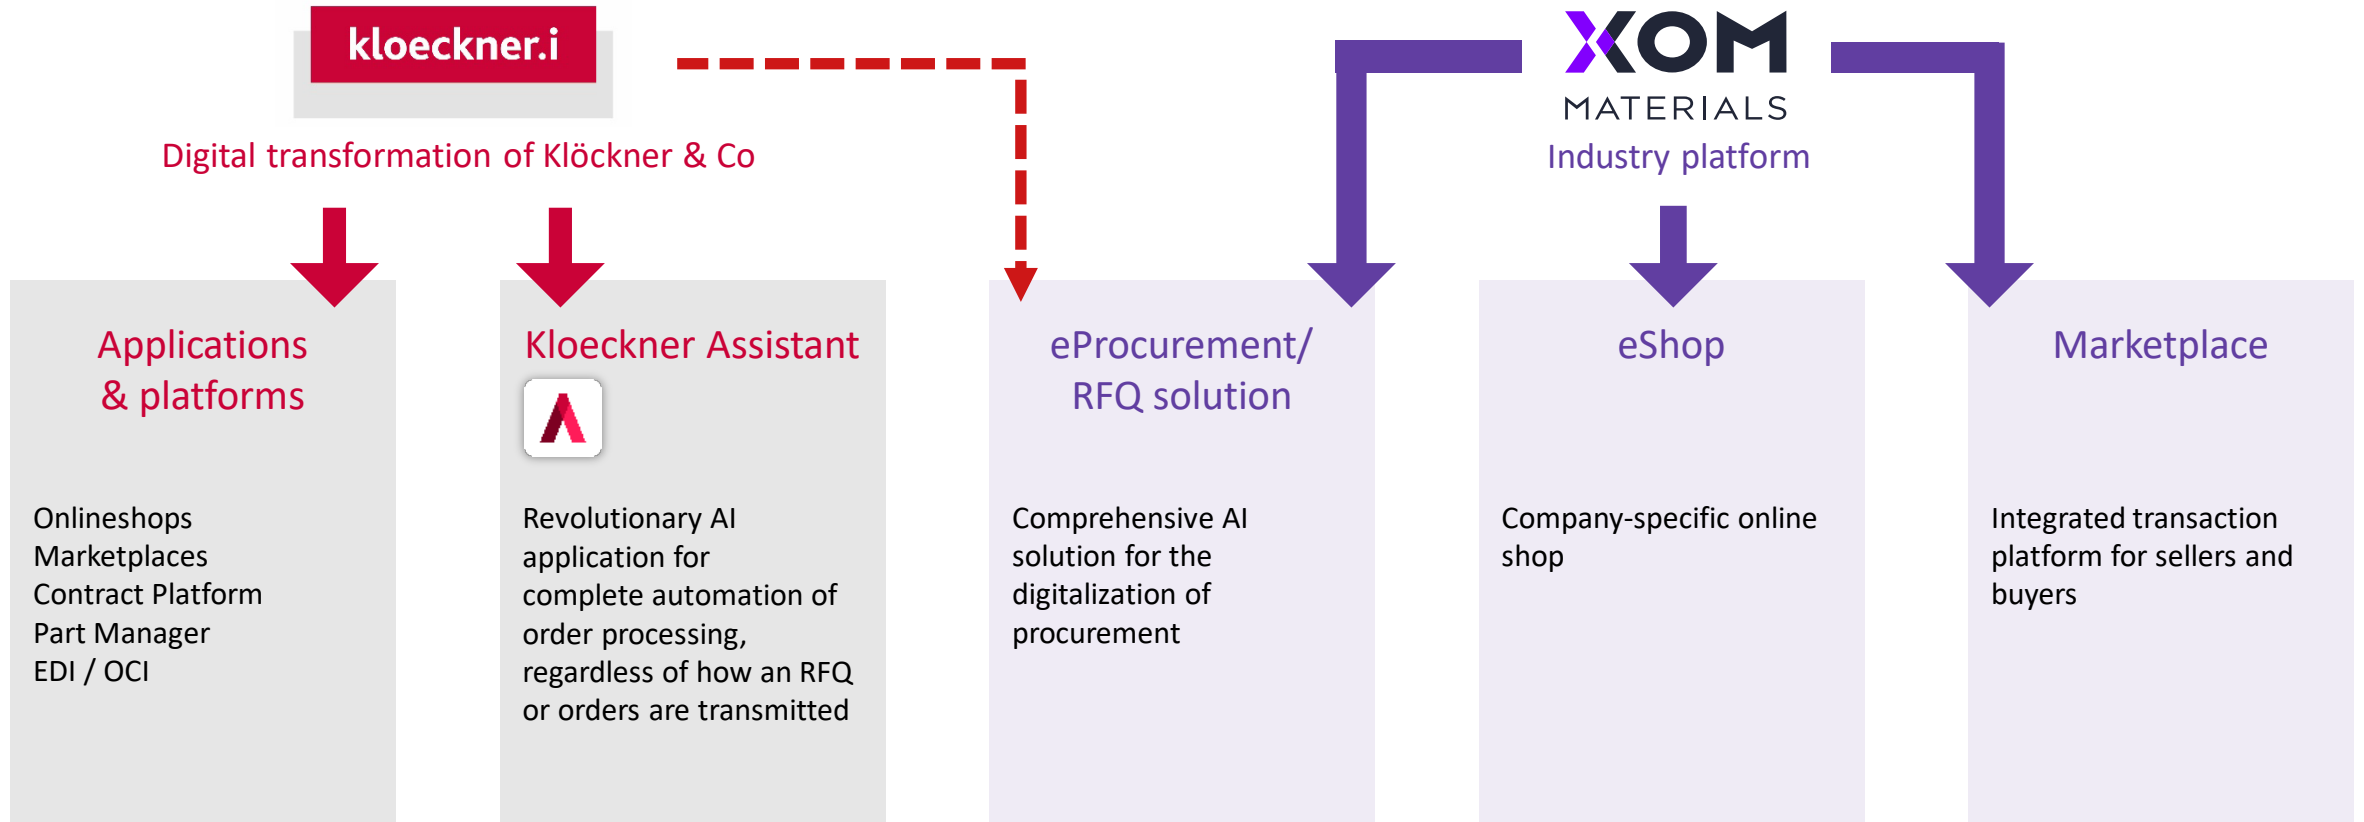 kloeckner.i
XOM
MATERIALS
Digital transformation of Klöckner & Co
Industry platform
Applications
& platforms
Onlineshops
Marketplaces
Contract Platform
Part Manager
EDI / OCI
Kloeckner Assistant
Revolutionary AI
application for
complete automation of
order processing,
regardless of how an RFQ
or orders are transmitted
eProcurement/
RFQ solution
Comprehensive AI
solution for the
digitalization of
procurement
eShop
Company-specific online
shop
Marketplace
Integrated transaction
platform for sellers and
buyers